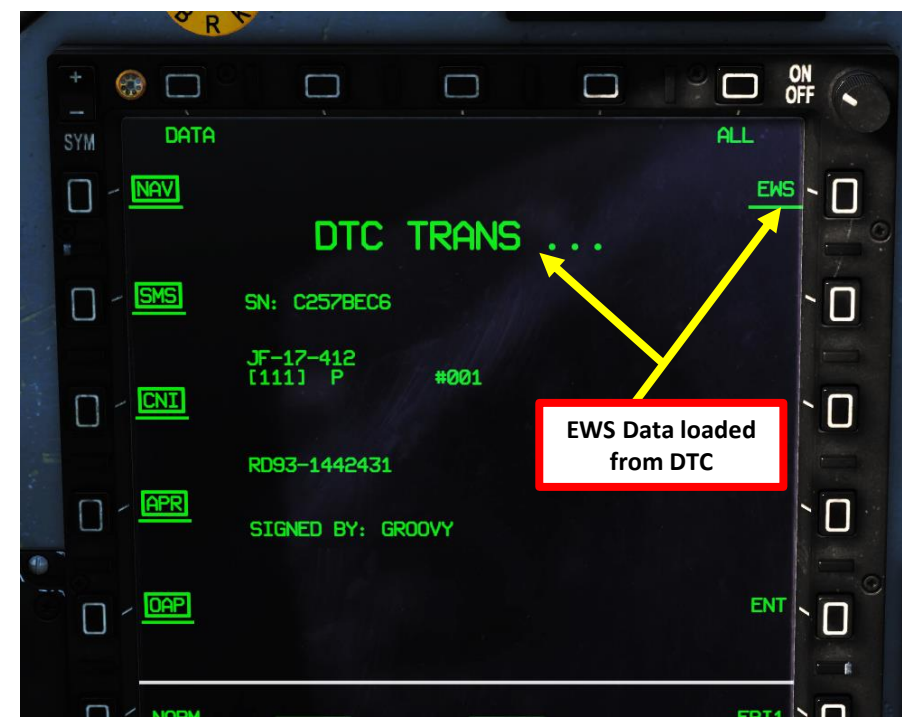 R
+
-
SYM
ON
OFF
DATA ALL
NAV EWS
DTC TRANS ...
SMS SN: C257BEC6
JF-17-412
[111] P #001
CNI
EWS Data loaded
from DTC
RD93-1442431
APR
SIGNED BY: GROOVY
OAP ENT
NORM